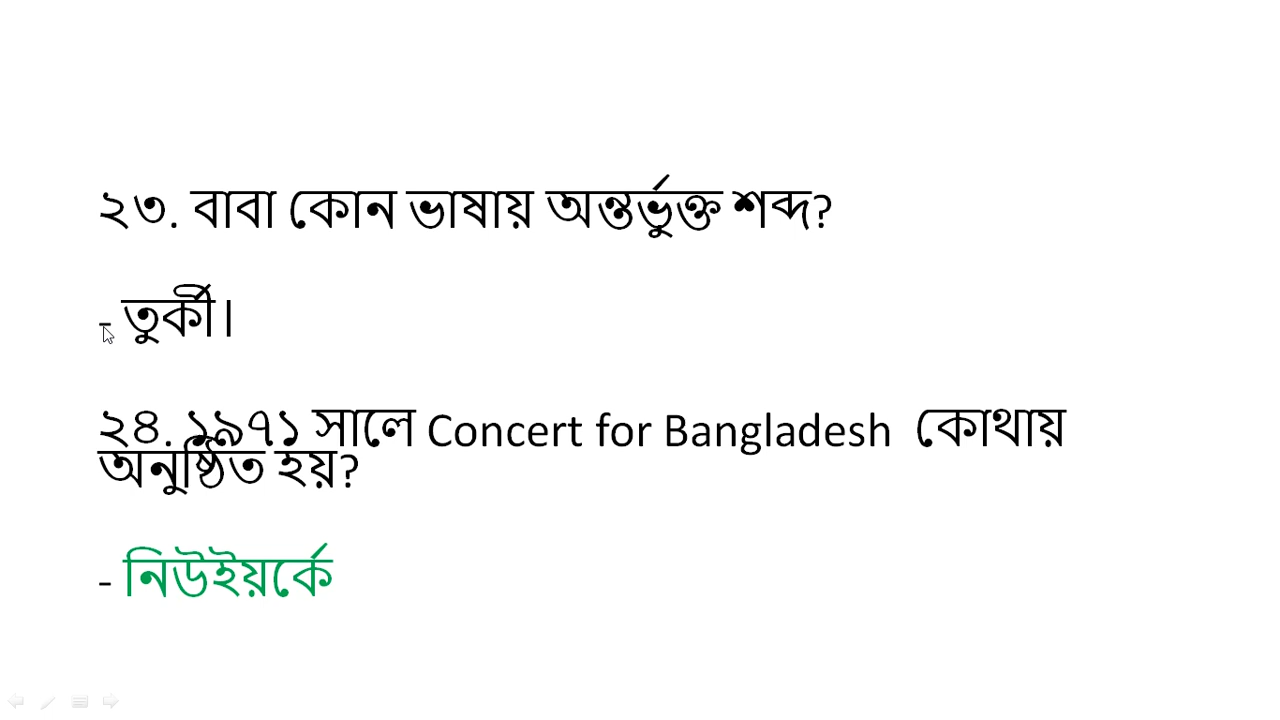 ২৩. বাবা কোন ভাষায় অন্তর্ভুক্ত শব্দ?
- তুর্কী।
২৪. ১৯৭১ সালে Concert for Bangladesh কোথায়
অনুষ্ঠিত হয়?
- নিউইয়র্কে